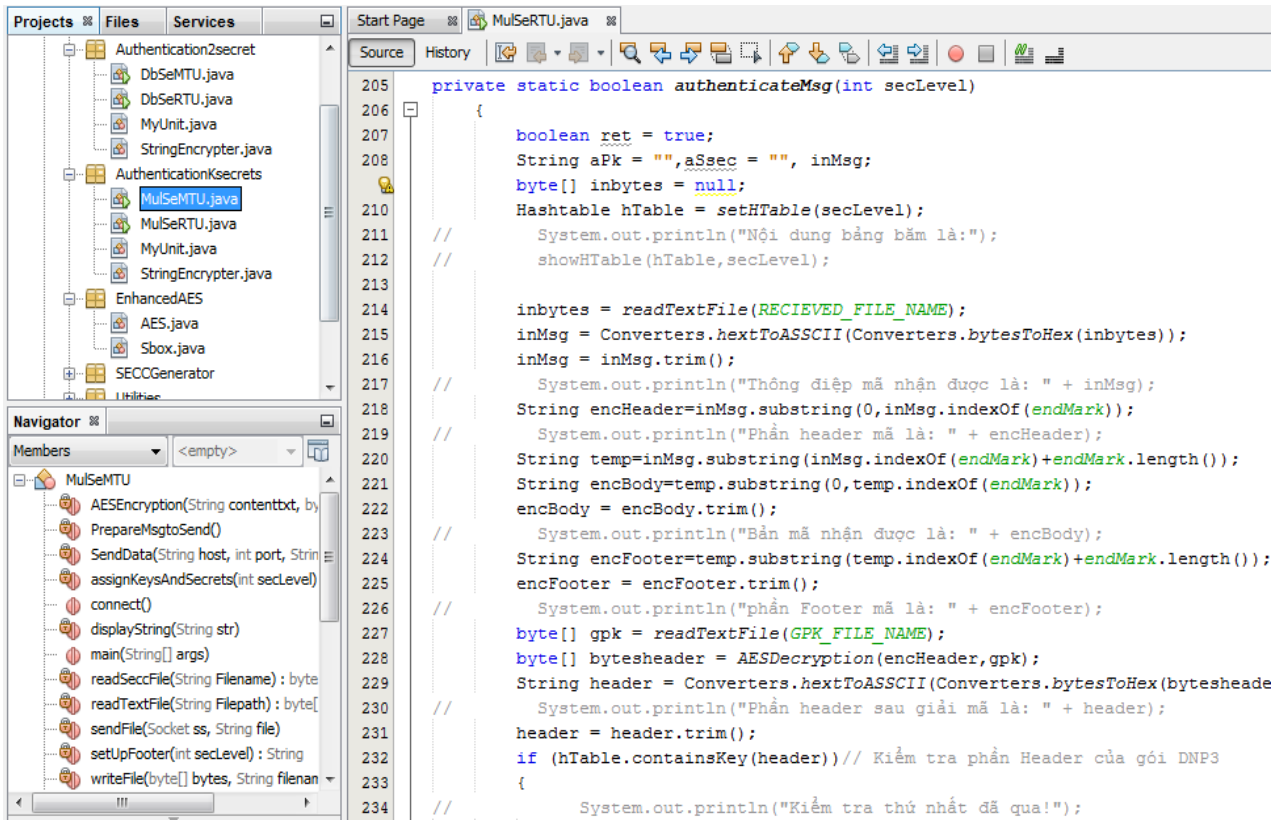 Projects Files Services
Authentication2secret
DbSeMTU.java
DbSeRTU.java
MyUnit.java
StringEncrypter.java
AuthenticationKsecrets
MulSeMTU.java
MulSeRTU.java
MyUnit.java
StringEncrypter.java
EnhancedAES
AES.java
Sbox.java
SECCGenerator
Utilities
Navigator
Members <empty>
MulSeMTU
AESEncryption(String contenttxt, by
PrepareMsgtoSend()
SendData(String host, int port, Strin
assignKeysAndSecrets(int secLevel)
connect()
displayString(String str)
main(String[] args)
readSeccFile(String Filename) : byte
readTextFile(String Filepath) : byte[
sendFile(Socket ss, String file)
setUpFooter(int secLevel) : String
writeFile(byte[] bytes, String filenam
Start Page MulSeRTU.java
Source History
205 private static boolean authenticateMsg(int secLevel)
206 {
207 boolean ret = true;
208 String aPk = "",aSsec = "", inMsg;
byte[] inbytes = null;
210 Hashtable hTable = setHTable(secLevel);
211 // System.out.println("Nội dung bảng băm là:");
212 // showHTable(hTable,secLevel);
213
214 inbytes = readTextFile(RECIEVED_FILE_NAME);
215 inMsg = Converters.hextToASSCII(Converters.bytesToHex(inbytes));
216 inMsg = inMsg.trim();
217 // System.out.println("Thông điệp mã nhận được là: " + inMsg);
218 String encHeader=inMsg.substring(0,inMsg.indexOf(endMark));
219 // System.out.println("Phần header mã là: " + encHeader);
220 String temp=inMsg.substring(inMsg.indexOf(endMark)+endMark.length());
221 String encBody=temp.substring(0,temp.indexOf(endMark));
222 encBody = encBody.trim();
223 // System.out.println("Bản mã nhận được là: " + encBody);
224 String encFooter=temp.substring(temp.indexOf(endMark)+endMark.length());
225 encFooter = encFooter.trim();
226 // System.out.println("phần Footer mã là: " + encFooter);
227 byte[] gpk = readTextFile(GPK_FILE_NAME);
228 byte[] bytesheader = AESDecryption(encHeader,gpk);
229 String header = Converters.hextToASSCII(Converters.bytesToHex(bytesheade
230 // System.out.println("Phần header sau giải mã là: " + header);
231 header = header.trim();
232 if (hTable.containsKey(header))// Kiểm tra phần Header của gói DNP3
233 {
234 // System.out.println("Kiểm tra thứ nhất đã qua!");